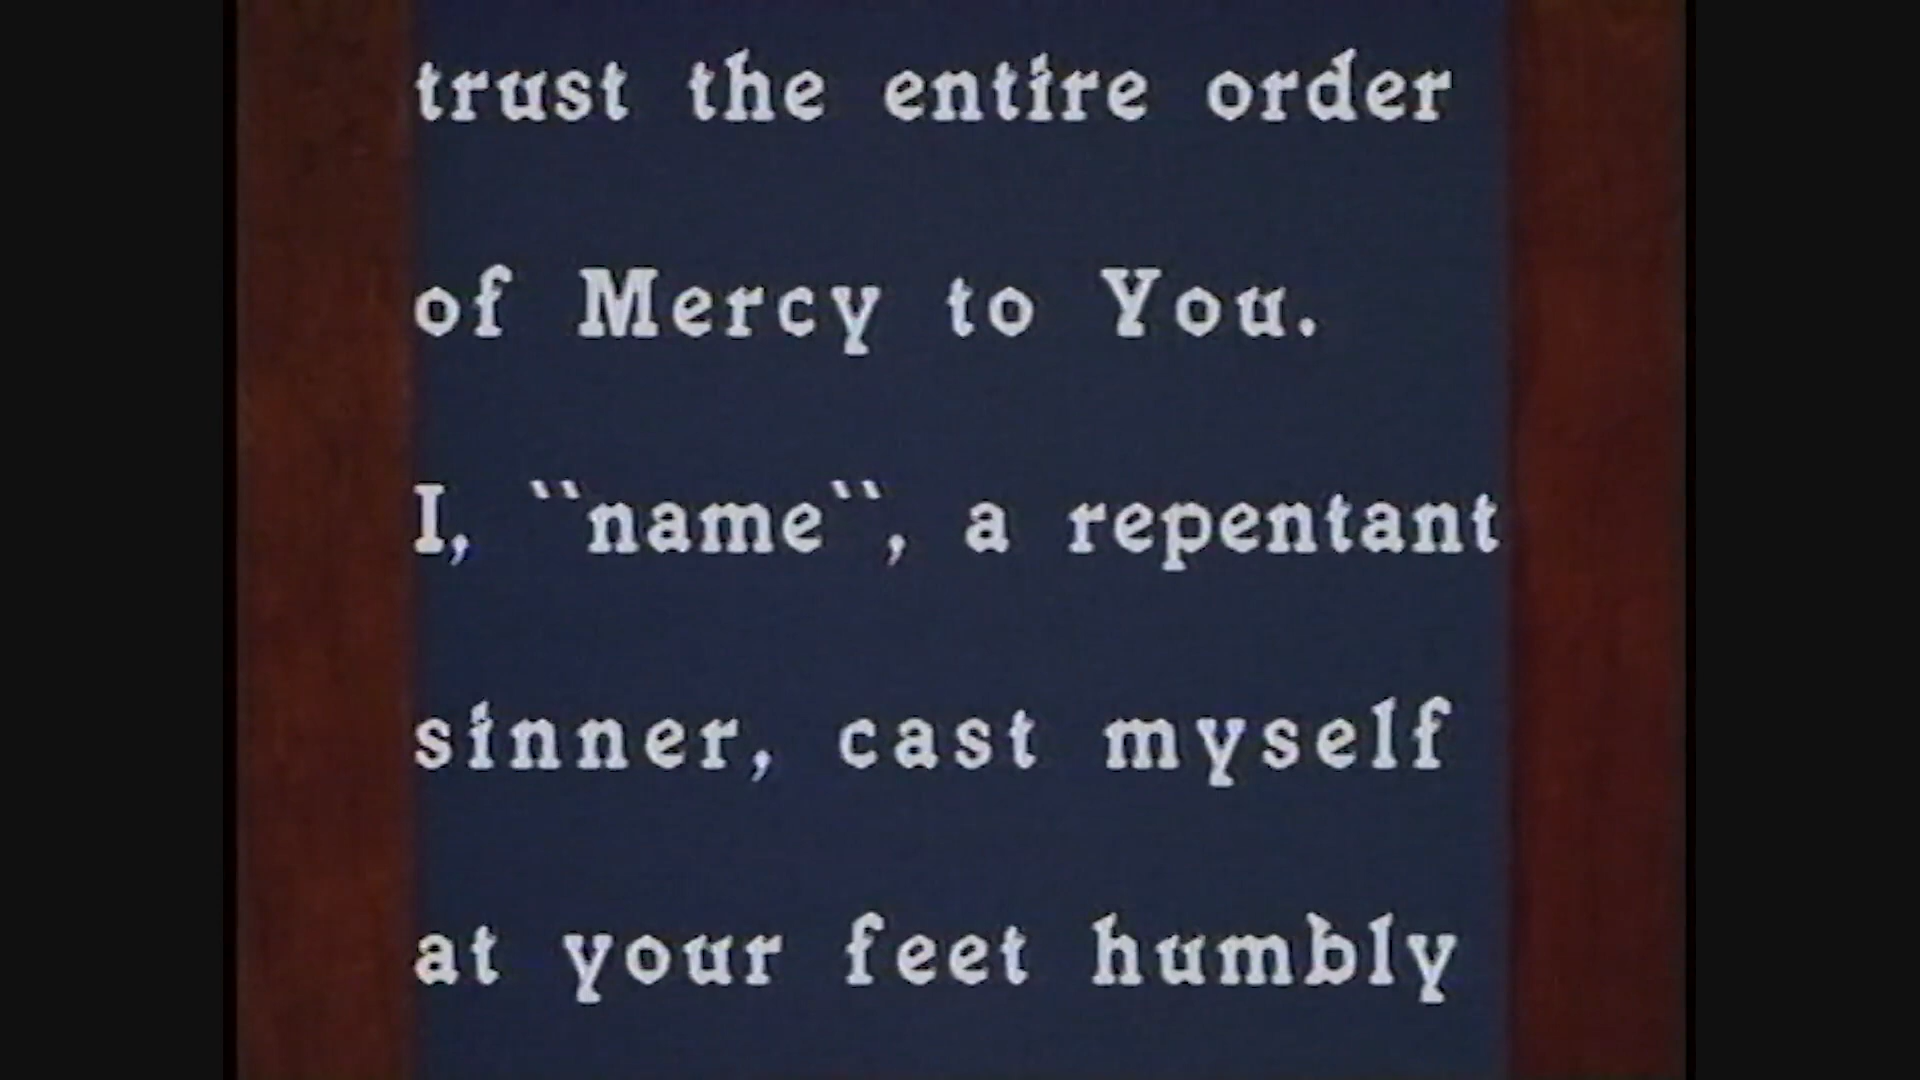 trust the entire order
of Mercy to You.
I, ``name``, a repentant
sinner, cast myself
at your feet humbly